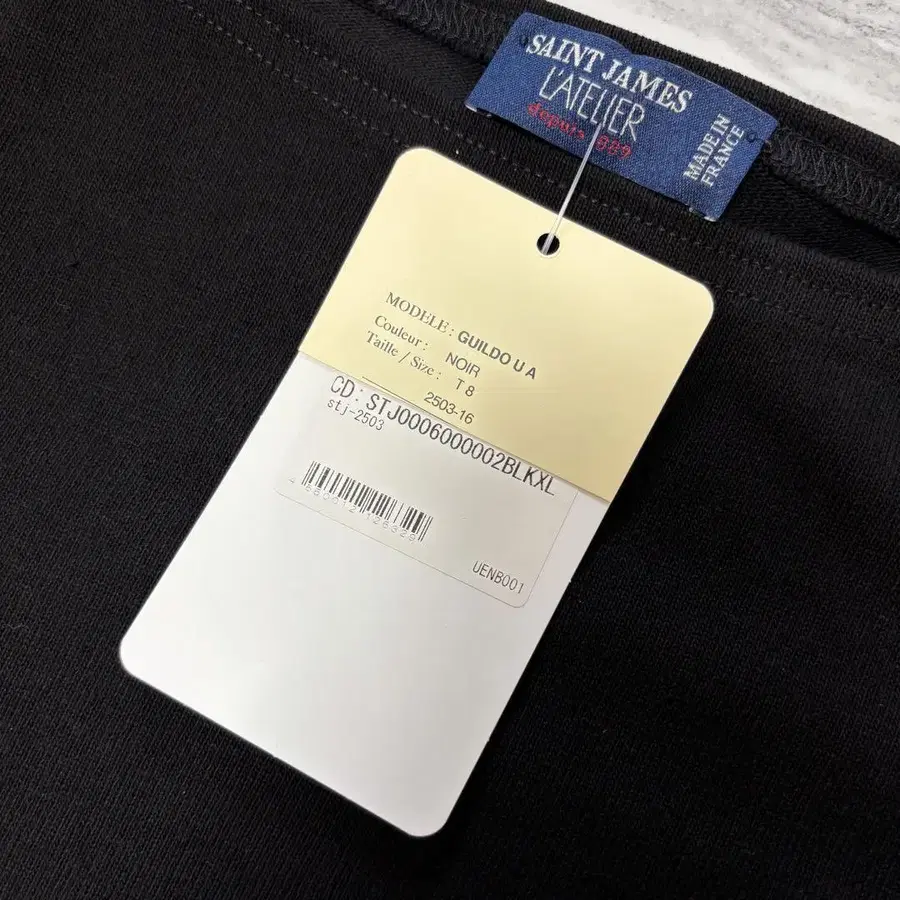 SAINT JAMES
L'ATELIER
depuis 1889
MADE IN
FRANCE
MODELE : GUILDO U A
Couleur : NOIR
Taille / Size : T 8
2503-16
CD: STJ0006000002BLKXL
stj-2503
UENB001